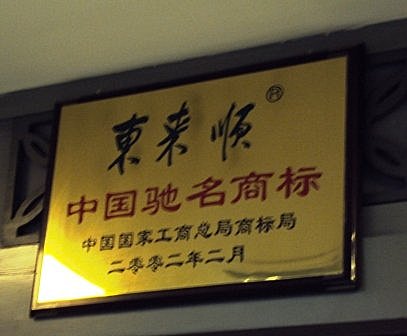 東来顺®
中国驰名商标
中国国家工商总局商标局
二零零二年二月